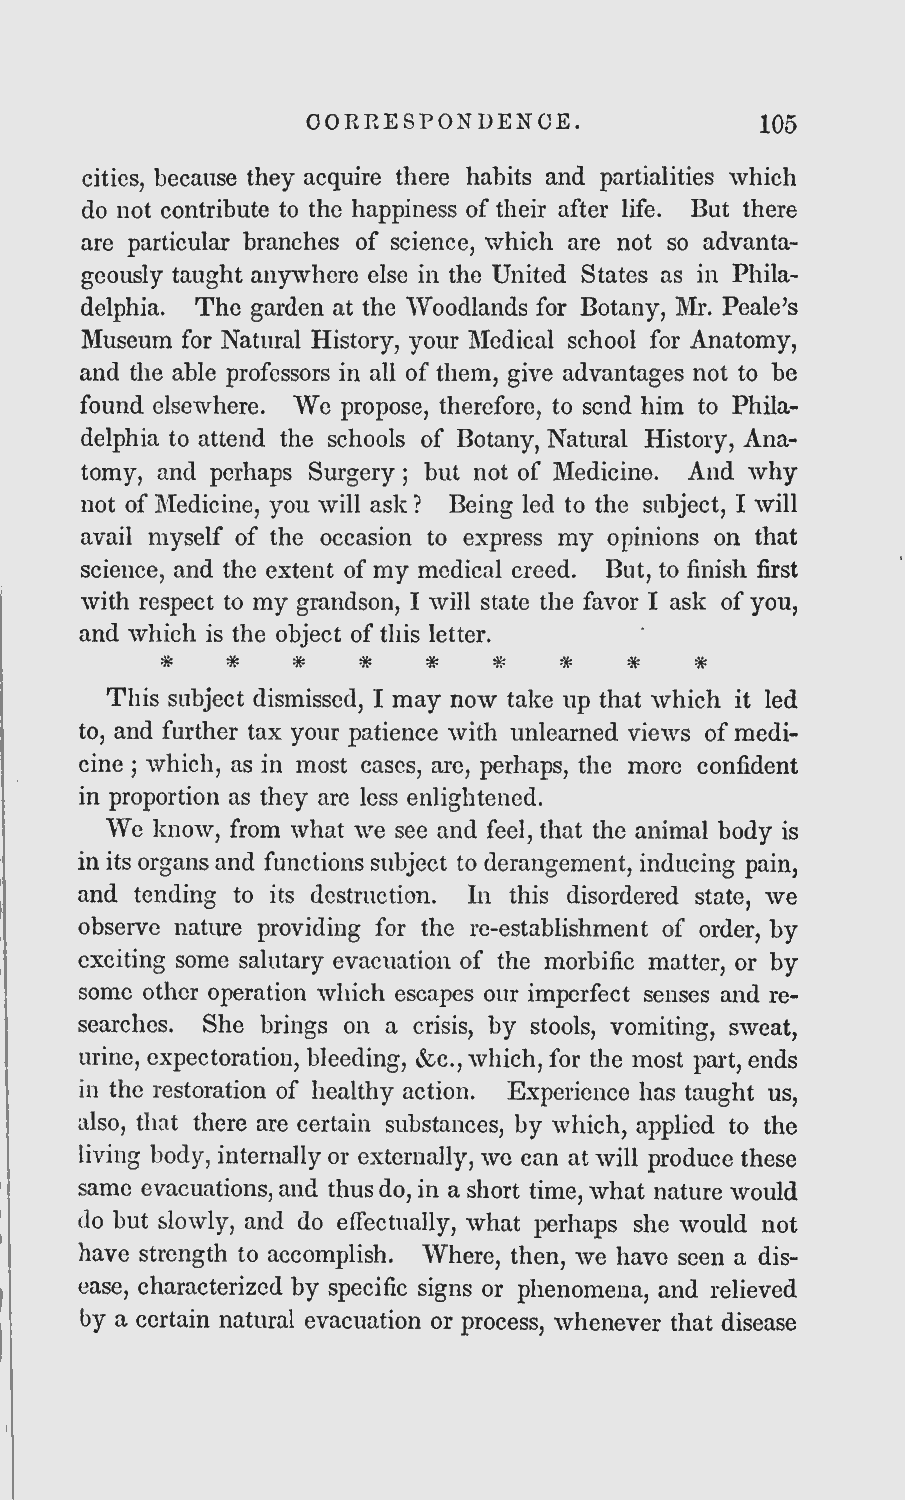 CORRESPONDENCE. 105
cities, because they acquire there habits and partialities which
do not contribute to the happiness of their after life. But there
are particular branches of science, which are not so advanta-
geously taught anywhere else in the United States as in Phila-
delphia. The garden at the Woodlands for Botany, Mr. Peale's
Museum for Natural History, your Medical school for Anatomy,
and the able professors in all of them, give advantages not to be
found elsewhere. We propose, therefore, to send him to Phila-
delphia to attend the schools of Botany, Natural History, Ana-
tomy, and perhaps Surgery ; but not of Medicine. And why
not of Medicine, you will ask ? Being led to the subject, I will
avail myself of the occasion to express my opinions on that
science, and the extent of my medical creed. But, to finish first
with respect to my grandson, I will state the favor I ask of you,
and which is the object of this letter.
* * * * * * * * *
This subject dismissed, I may now take up that which it led
to, and further tax your patience with unlearned views of medi-
cine ; which, as in most cases, are, perhaps, the more confident
in proportion as they are less enlightened.
We know, from what we see and feel, that the animal body is
in its organs and functions subject to derangement, inducing pain,
and tending to its destruction. In this disordered state, we
observe nature providing for the re-establishment of order, by
exciting some salutary evacuation of the morbific matter, or by
some other operation which escapes our imperfect senses and re-
searches. She brings on a crisis, by stools, vomiting, sweat,
urine, expectoration, bleeding, &c., which, for the most part, ends
in the restoration of healthy action. Experience has taught us,
also, that there are certain substances, by which, applied to the
living body, internally or externally, we can at will produce these
same evacuations, and thus do, in a short time, what nature would
do but slowly, and do effectually, what perhaps she would not
have strength to accomplish. Where, then, we have seen a dis-
ease, characterized by specific signs or phenomena, and relieved
by a certain natural evacuation or process, whenever that disease